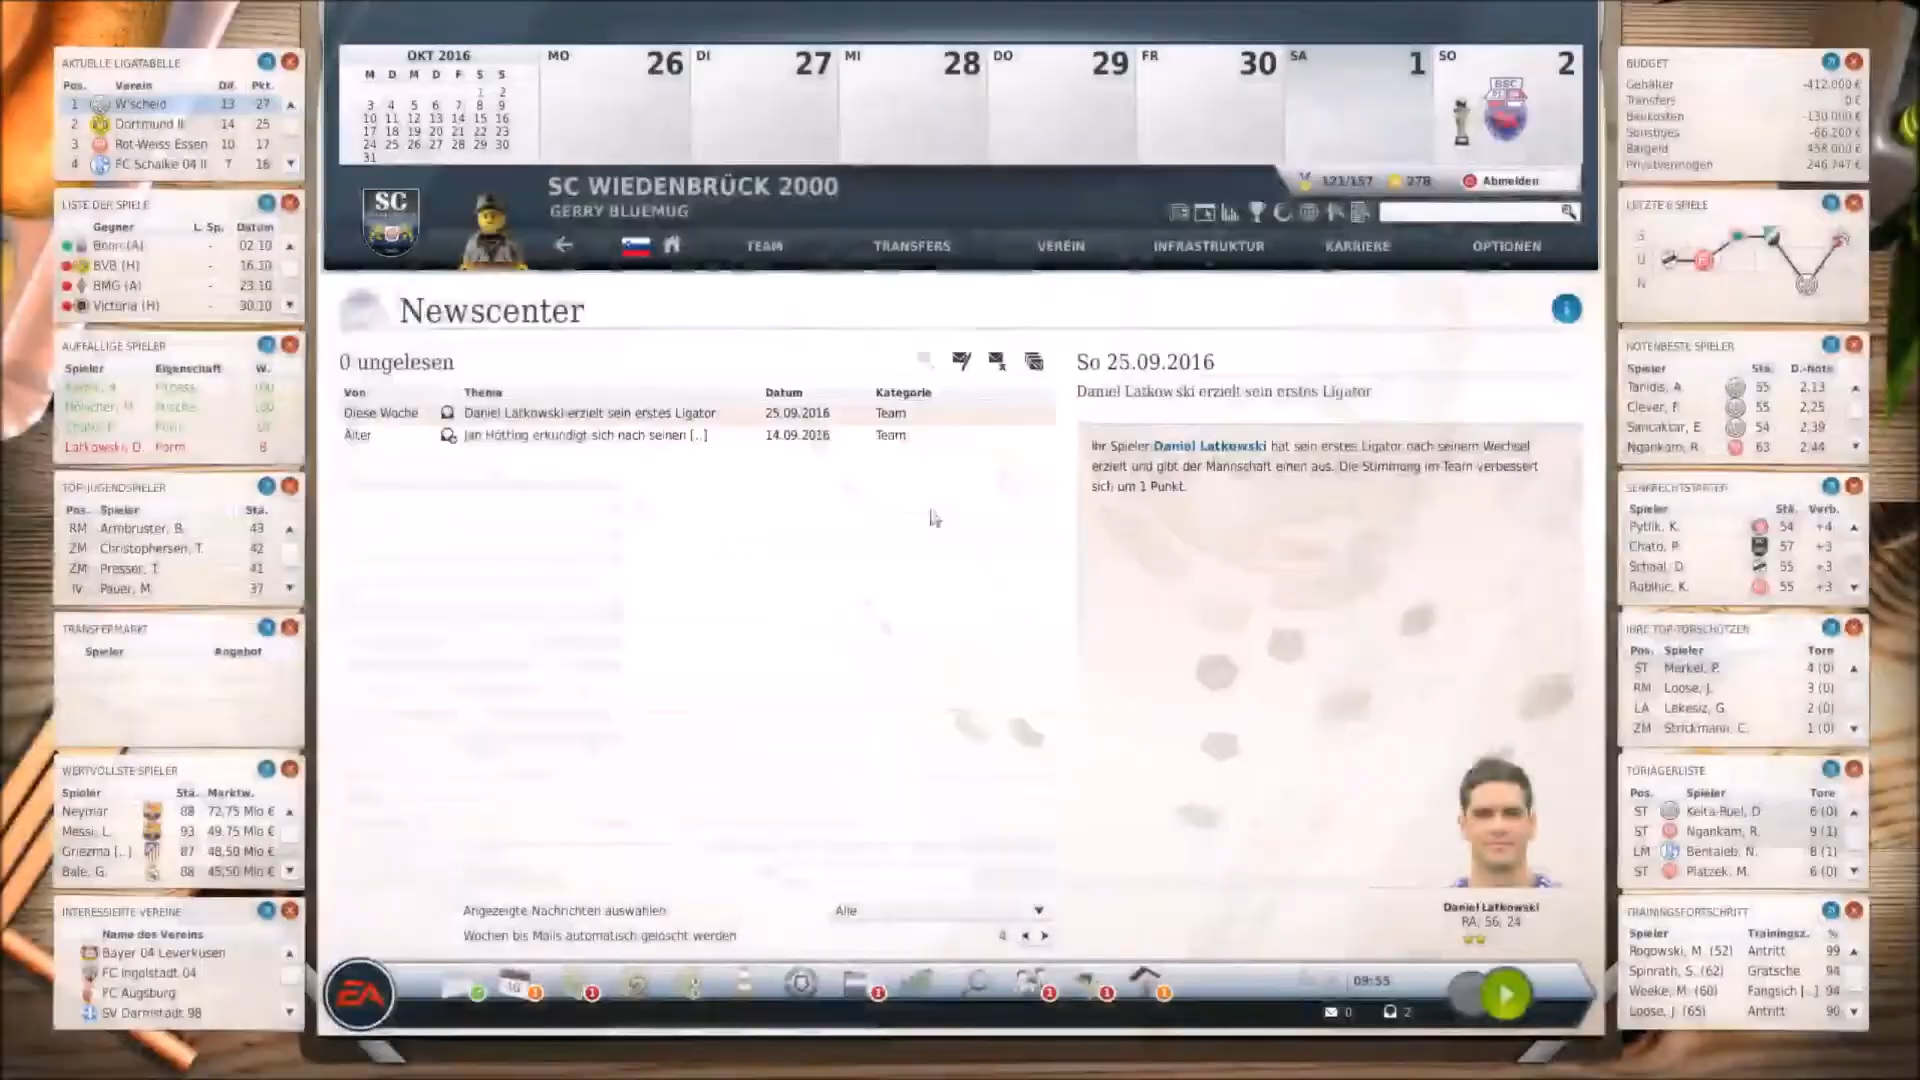 AKTUELLE LIGATABELLE
Pos. Verein Dif. Pkt.
1 W'scheid 13 27
2 Dortmund II 14 25
3 Rot-Weiss Essen 10 17
4 FC Schalke 04 II 7 16
LISTE DER SPIELE
Gegner L. Sp. Datum
Bonn (A) - 02.10
BVB (H) - 16.10
BMG (A) - 23.10
Victoria (H) - 30.10
AUFFÄLLIGE SPIELER
Spieler Eigenschaft W.
Latkowski, D. Form 8
TOP-JUGENDSPIELER
Pos. Spieler Stä.
RM Armbruster, B. 43
ZM Christophersen, T. 42
ZM Presser, T. 41
IV Pauer, M. 37
TRANSFERMARKT
Spieler Angebot
WERTVOLLSTE SPIELER
Spieler Stä. Marktw.
Neymar 88 72,75 Mio €
Messi, L. 93 49,75 Mio €
Griezma [..] 87 48,50 Mio €
Bale, G. 88 45,50 Mio €
INTERESSIERTE VEREINE
Name des Vereins
Bayer 04 Leverkusen
FC Ingolstadt 04
FC Augsburg
SV Darmstadt 98
OKT 2016
M D M D F S S
1 2
3 4 5 6 7 8 9
10 11 12 13 14 15 16
17 18 19 20 21 22 23
24 25 26 27 28 29 30
31
MO 26 DI 27 MI 28 DO 29 FR 30 SA 1 SO 2
BSC
121/157 278 Abmelden
SC
SC WIEDENBRÜCK 2000
GERRY BLUEMUG
TEAM TRANSFERS VEREIN INFRASTRUKTUR KARRIERE OPTIONEN
Newscenter
0 ungelesen
Von Thema Datum Kategorie
Diese Woche Daniel Latkowski erzielt sein erstes Ligator 25.09.2016 Team
Älter Jan Hötting erkundigt sich nach seinen [..] 14.09.2016 Team
So 25.09.2016
Daniel Latkowski erzielt sein erstes Ligator
Ihr Spieler Daniel Latkowski hat sein erstes Ligator nach seinem Wechsel
erzielt und gibt der Mannschaft einen aus. Die Stimmung im Team verbessert
sich um 1 Punkt.
Daniel Latkowski
RA, 56, 24
Angezeigte Nachrichten auswählen Alle
Wochen bis Mails automatisch gelöscht werden 4
EA
1 1 1 1 1 1
09:55
0 2
BUDGET
Gehälter -412.000 €
Transfers 0 €
Baukosten -130.000 €
Sonstiges -66.200 €
Bargeld 458.000 €
Privatvermögen 246.747 €
LETZTE 6 SPIELE
S
U
N
NOTENBESTE SPIELER
Spieler Stä. D.-Note
Tanidis, A. 55 2,13
Clever, F. 55 2,25
Sancaktar, E. 54 2,39
Ngankam, R. 63 2,44
SENKRECHTSTARTER
Spieler Stä. Verb.
Pytlik, K. 54 +4
Chato, P. 57 +3
Schaal, D. 55 +3
Rabihic, K. 55 +3
IHRE TOP-TORSCHÜTZEN
Pos. Spieler Tore
ST Merkel, P. 4 (0)
RM Loose, J. 3 (0)
LA Lekesiz, G. 2 (0)
ZM Strickmann, C. 1 (0)
TORJÄGERLISTE
Pos. Spieler Tore
ST Keita-Ruel, D. 6 (0)
ST Ngankam, R. 9 (1)
LM Bentaleb, N. 8 (1)
ST Platzek, M. 6 (0)
TRAININGSFORTSCHRITT
Spieler Trainingsz. %
Rogowski, M. (52) Antritt 99
Spinrath, S. (62) Grätsche 94
Weeke, M. (60) Fangsich [..] 94
Loose, J. (65) Antritt 90